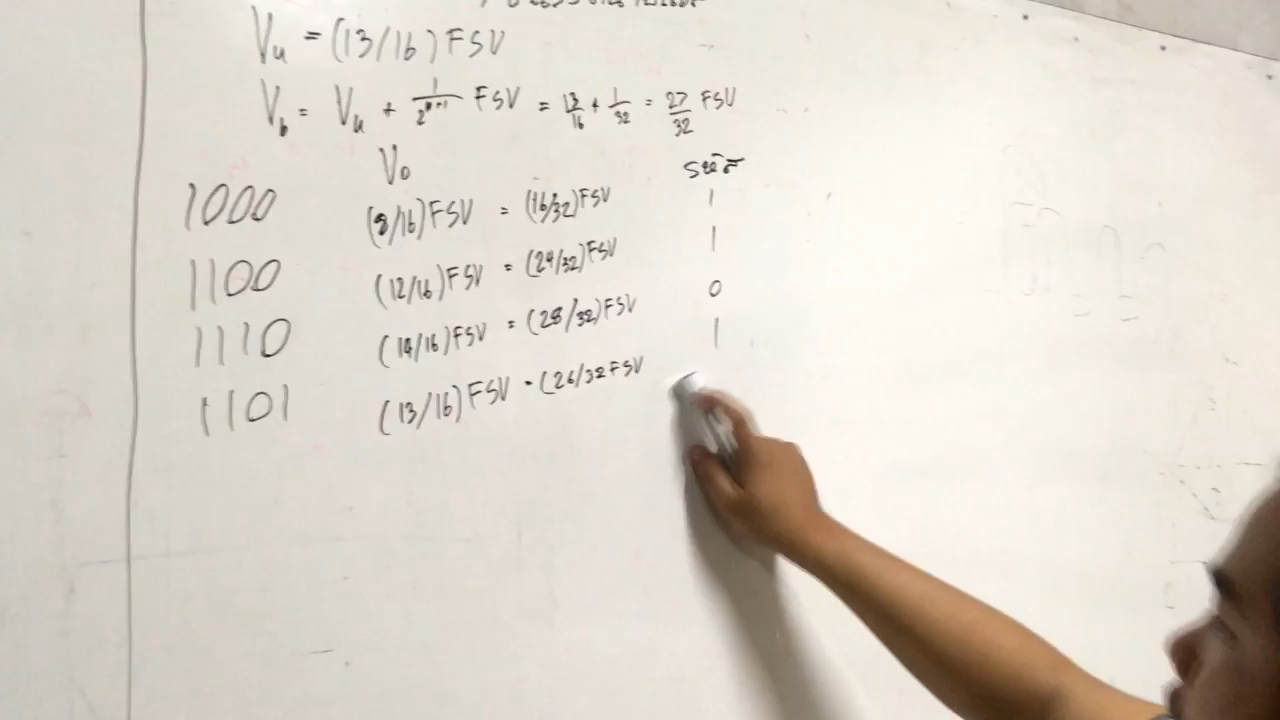 Vu = (13/16) FSV
Vb = Vu + 1/2ⁿ⁺¹ FSV = 13/16 + 1/32 = 27/32 FSV
Vo
1000 (8/16)FSV = (16/32)FSV 1
1100 (12/16)FSV = (24/32)FSV 1
1110 (14/16)FSV = (28/32)FSV 0
1101 (13/16)FSV = (26/32 FSV 1